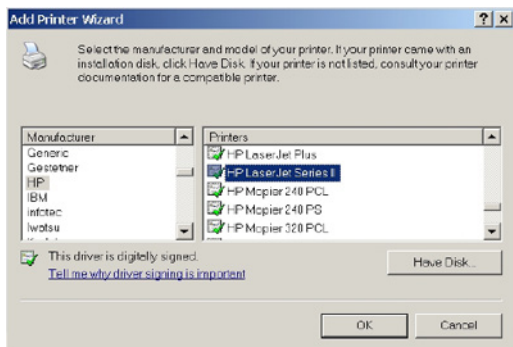 Add Printer Wizard
Select the manufacturer and model of your printer. If your printer came with an
installation disk, click Have Disk. If your printer is not listed, consult your printer
documentation for a compatible printer.
Manufacturer
Generic
Gestetner
HP
IBM
infotec
Iwatsu
Printers
HP LaserJet Plus
HP LaserJet Series II
HP Mopier 240 PCL
HP Mopier 240 PS
HP Mopier 320 PCL
This driver is digitally signed.
Tell me why driver signing is important
Have Disk...
OK
Cancel